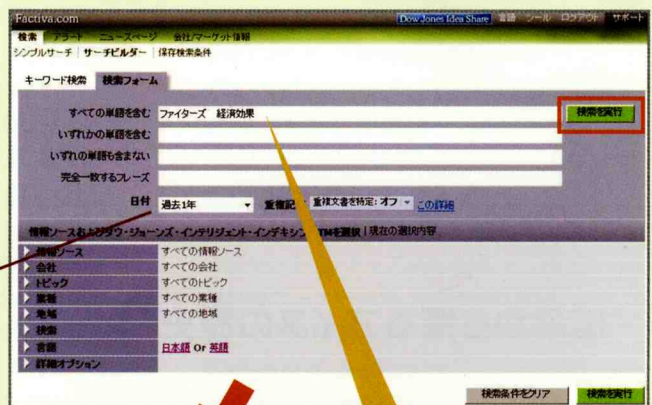 Factiva.com Dow Jones Idea Share 言語 ツール ログアウト サポート
検索 アラート ニュースページ 会社/マーケット情報
シンプルサーチ | サーチビルダー | 保存検索条件
キーワード検索 検索フォーム
すべての単語を含む ファイターズ 経済効果 検索を実行
いずれかの単語を含む
いずれの単語も含まない
完全一致するフレーズ
日付 過去1年 重複記 重複文書を特定: オフ この詳細
情報ソースおよびダウ・ジョーンズ・インテリジェント・インデキシン TMを選択 | 現在の選択内容
情報ソース すべての情報ソース
会社 すべての会社
トピック すべてのトピック
業種 すべての業種
地域 すべての地域
検索
言語 日本語 Or 英語
詳細オプション
検索条件をクリア 検索を実行